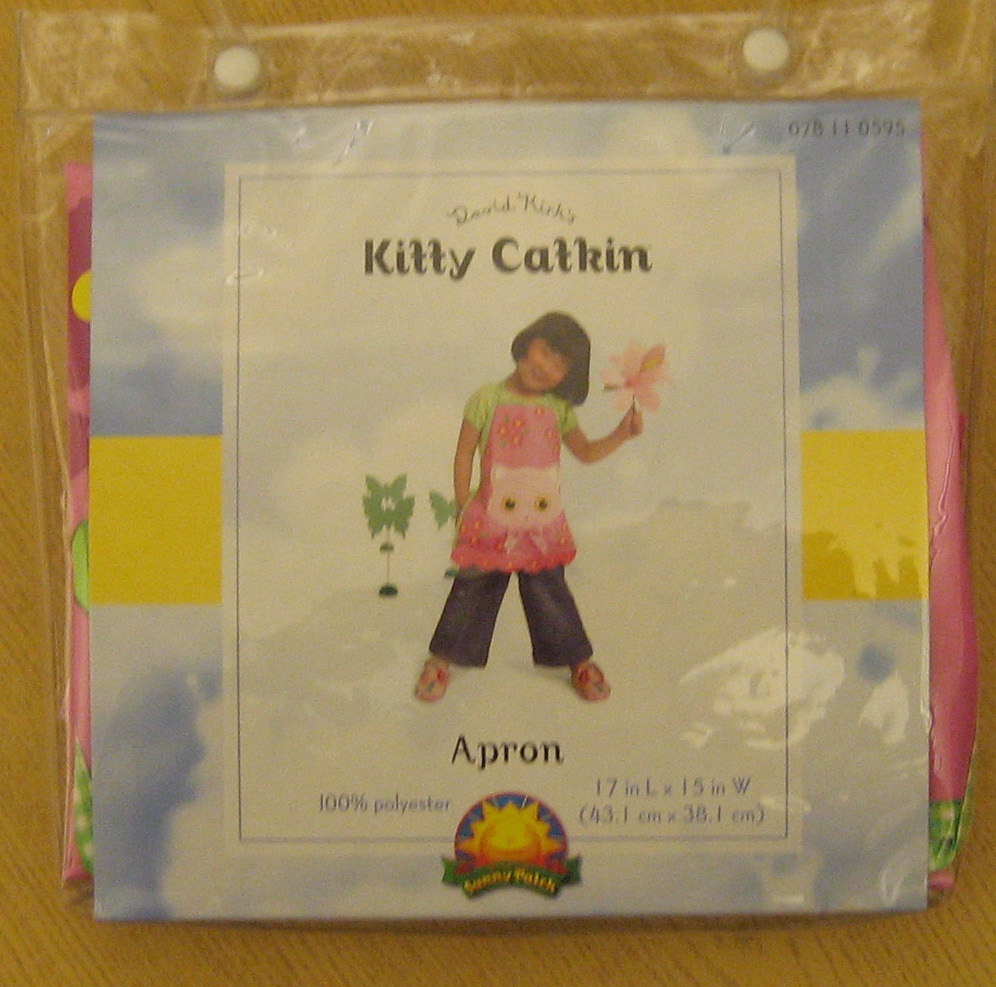 078 11 0595
David Kirk's
Kitty Catkin
Apron
100% polyester
17 in L x 15 in W
(43.1 cm x 38.1 cm)
Sunny Patch